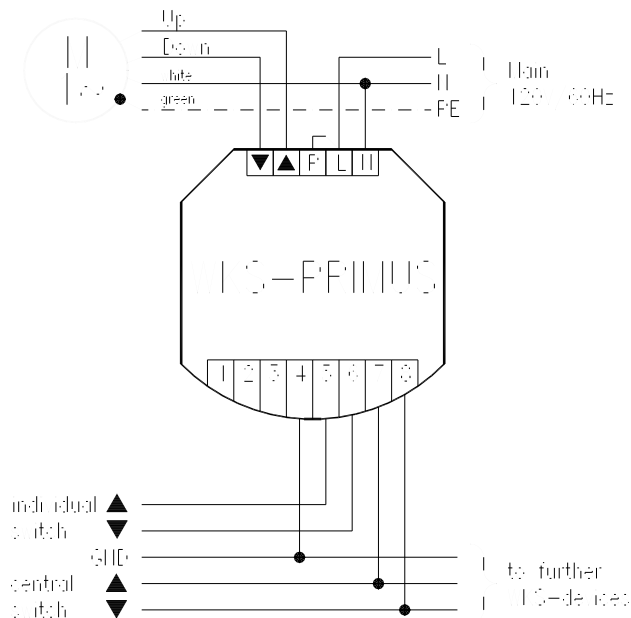 Up
Down
white
green
L
N
PE
Main
120V 60Hz
▼ ▲ P L N
1 2 3 4 5 6 7 8
individual ▲
switch ▼
GND
central ▲
switch ▼
to further